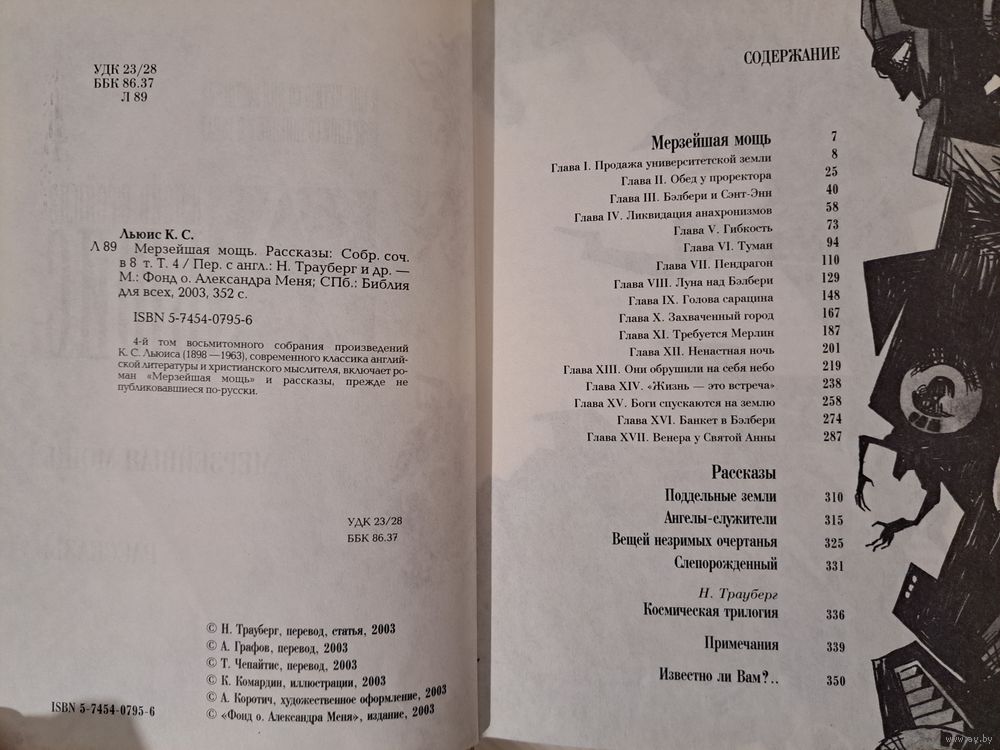 УДК 23/28
ББК 86.37
Л 89
Льюис К. С.
Л 89 Мерзейшая мощь. Рассказы: Собр. соч.
в 8 т. Т. 4 / Пер. с англ.: Н. Трауберг и др. —
М.: Фонд о. Александра Меня; СПб.: Библия
для всех, 2003, 352 с.
ISBN 5-7454-0795-6
4-й том восьмитомного собрания произведений
К. С. Льюиса (1898 —1963), современного классика англий-
ской литературы и христианского мыслителя, включает ро-
ман «Мерзейшая мощь» и рассказы, прежде не
публиковавшиеся по-русски.
УДК 23/28
ББК 86.37
© Н. Трауберг, перевод, статья, 2003
© А. Графов, перевод, 2003
© Т. Чепайтис, перевод, 2003
© К. Комардин, иллюстрации, 2003
© А. Коротич, художественное оформление, 2003
© «Фонд о. Александра Меня», издание, 2003
ISBN 5-7454-0795-6
СОДЕРЖАНИЕ
Мерзейшая мощь 7
Глава I. Продажа университетской земли 8
Глава II. Обед у проректора 25
Глава III. Бэлбери и Сэнт-Энн 40
Глава IV. Ликвидация анахронизмов 58
Глава V. Гибкость 73
Глава VI. Туман 94
Глава VII. Пендрагон 110
Глава VIII. Луна над Бэлбери 129
Глава IX. Голова сарацина 148
Глава X. Захваченный город 167
Глава XI. Требуется Мерлин 187
Глава XII. Ненастная ночь 201
Глава XIII. Они обрушили на себя небо 219
Глава XIV. «Жизнь — это встреча» 238
Глава XV. Боги спускаются на землю 258
Глава XVI. Банкет в Бэлбери 274
Глава XVII. Венера у Святой Анны 287
Рассказы
Поддельные земли 310
Ангелы-служители 315
Вещей незримых очертанья 325
Слепорожденный 331
Н. Трауберг
Космическая трилогия 336
Примечания 339
Известно ли Вам?.. 350
www.ay.by